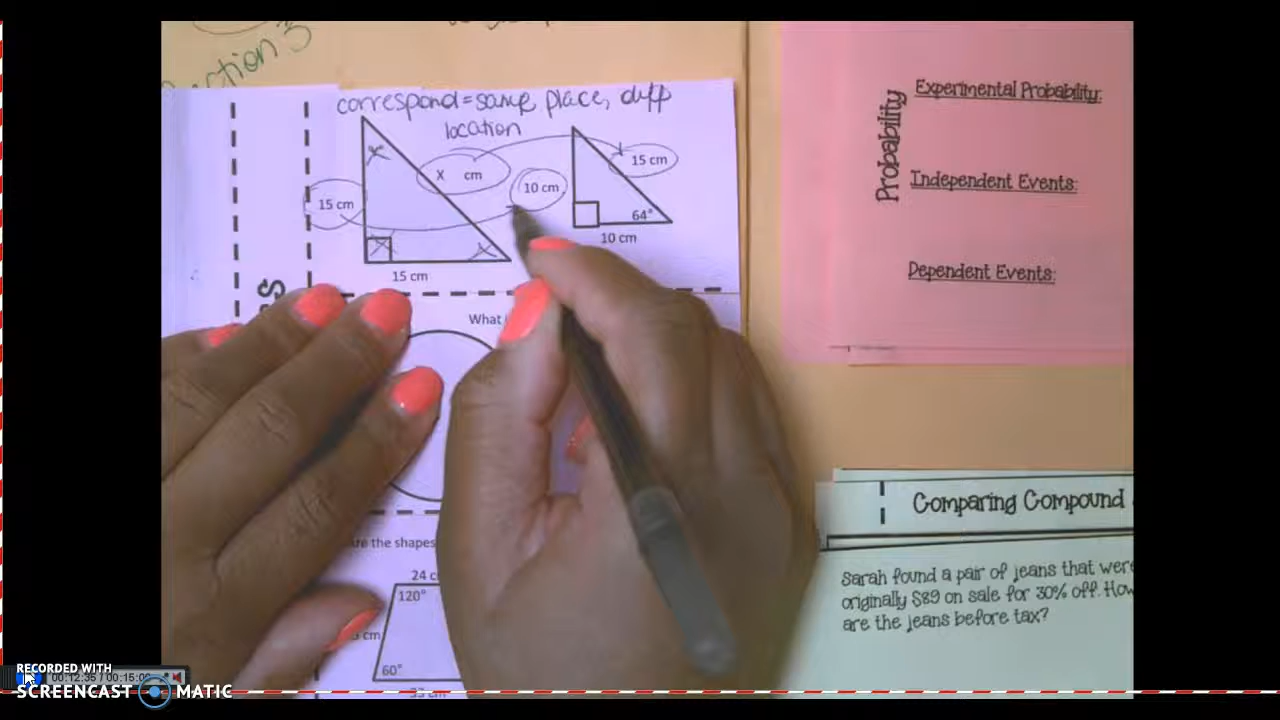 correspond=same place, diff
location
x cm
15 cm
15 cm
10 cm
15 cm
64°
10 cm
What
are the shapes
24 c
120°
cm
60°
Probability
Experimental Probability:
Independent Events:
Dependent Events:
Comparing Compound
Sarah found a pair of jeans that were
originally $89 on sale for 30% off. How
are the jeans before tax?
RECORDED WITH
SCREENCAST MATIC